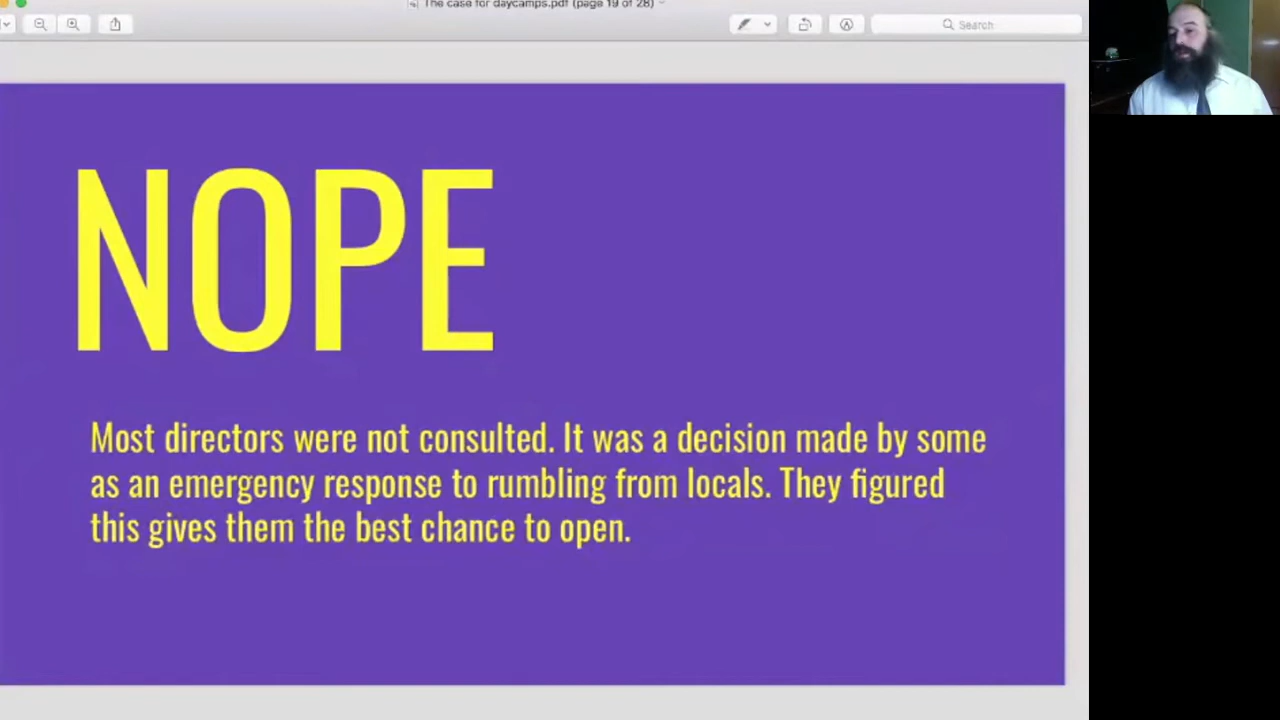 The case for daycamps.pdf (page 19 of 28)
Search
NOPE
Most directors were not consulted. It was a decision made by some
as an emergency response to rumbling from locals. They figured
this gives them the best chance to open.